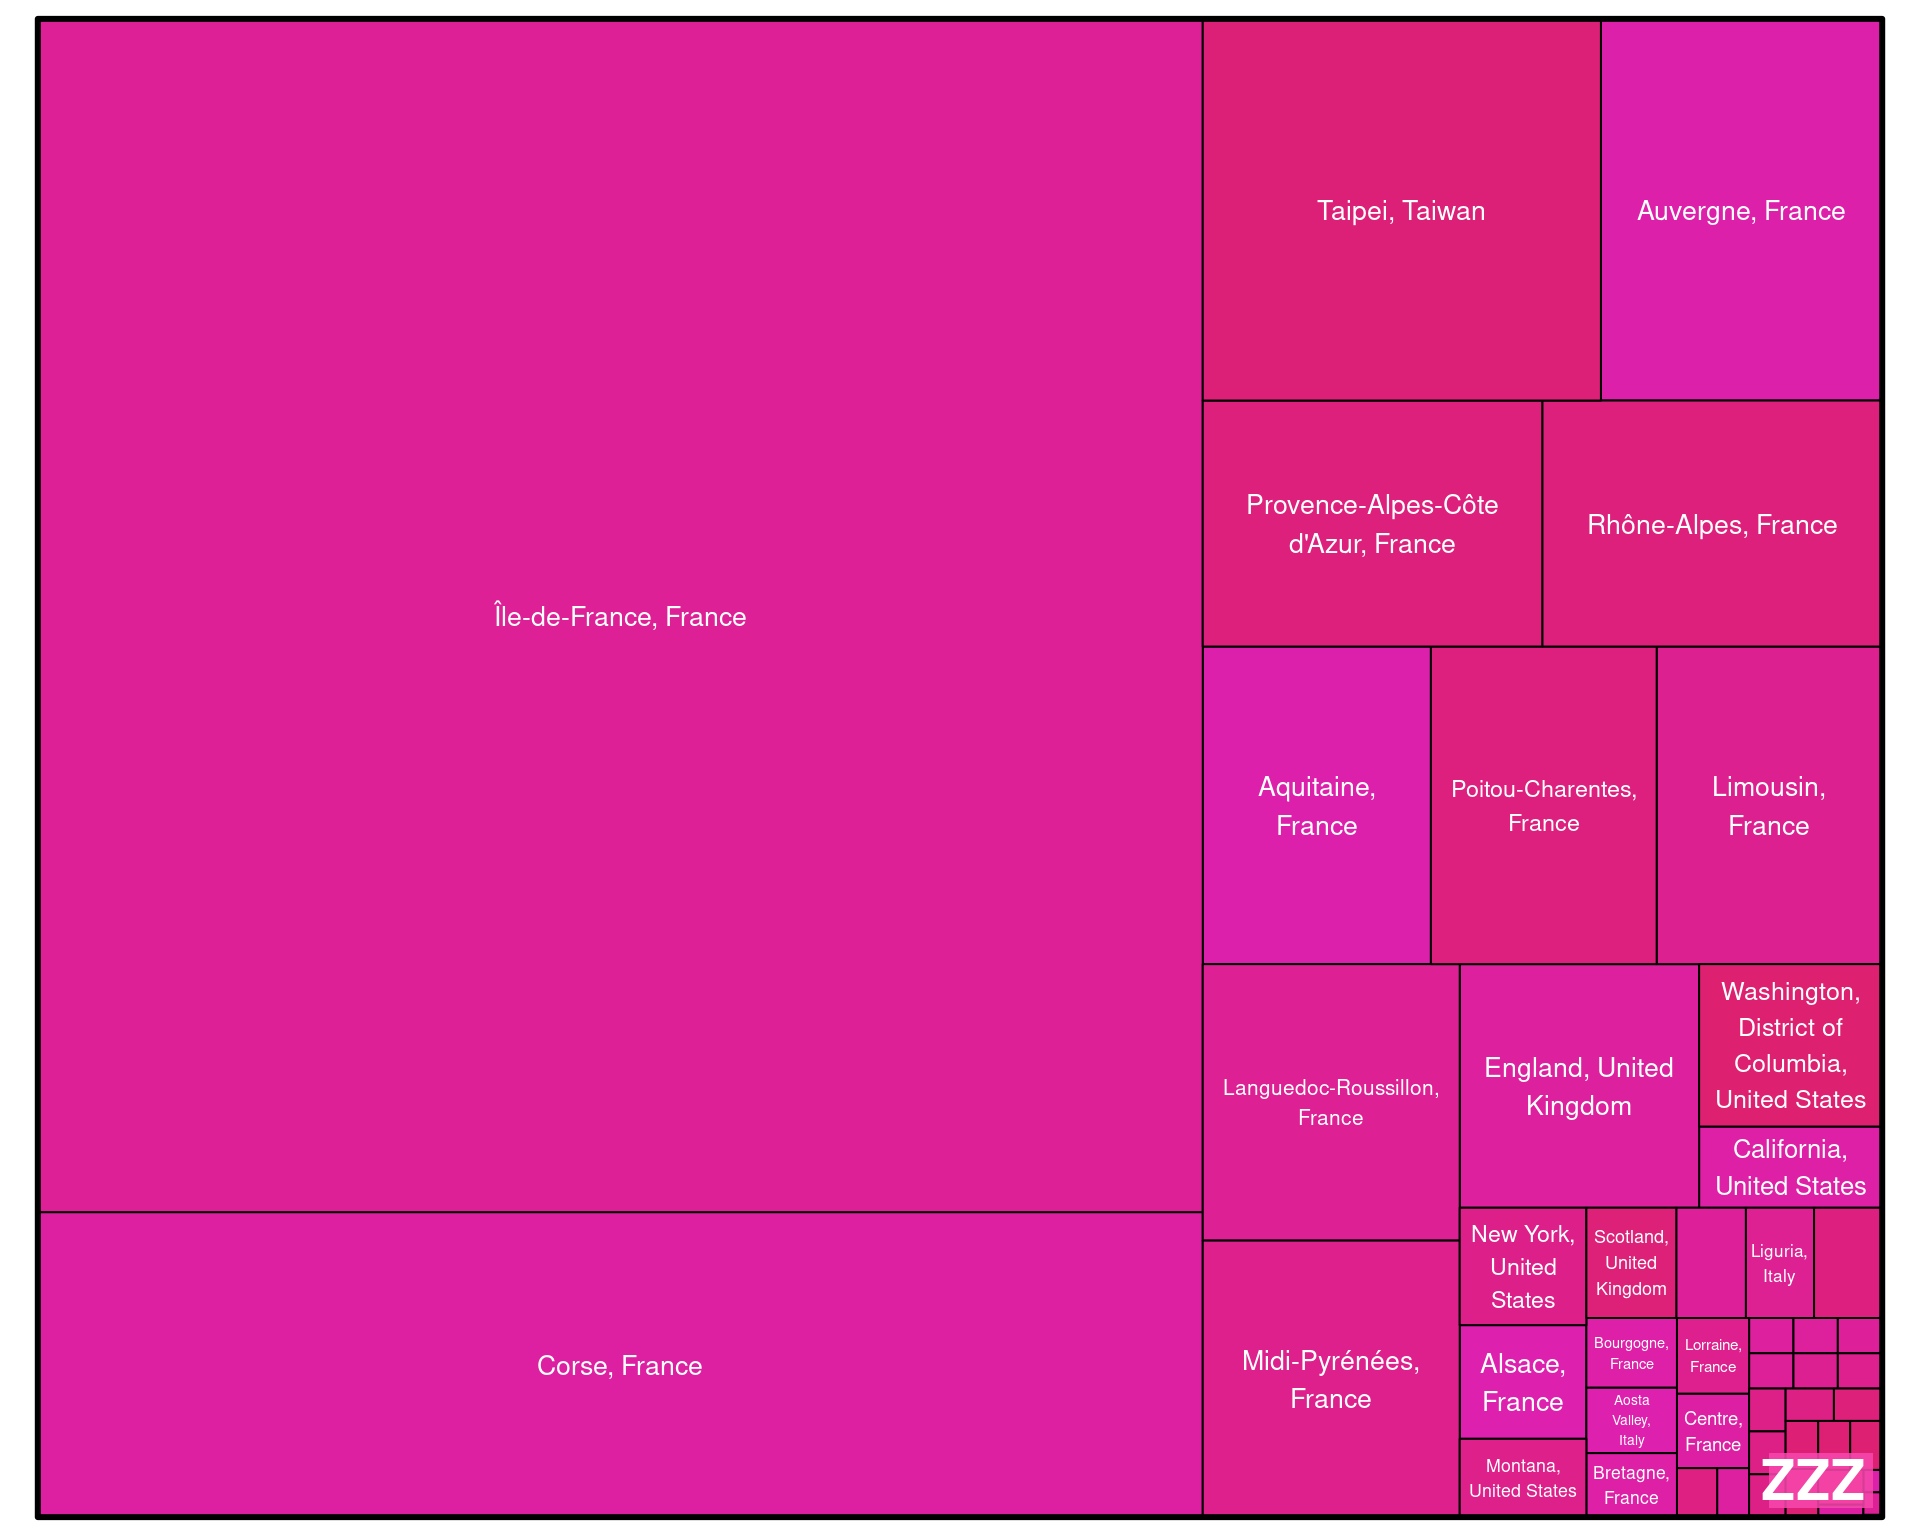 Île-de-France, France
Corse, France
Taipei, Taiwan
Auvergne, France
Provence-Alpes-Côte
d'Azur, France
Rhône-Alpes, France
Aquitaine,
France
Poitou-Charentes,
France
Limousin,
France
Languedoc-Roussillon,
France
England, United
Kingdom
Washington,
District of
Columbia,
United States
California,
United States
Midi-Pyrénées,
France
New York,
United
States
Scotland,
United
Kingdom
Liguria,
Italy
Alsace,
France
Bourgogne,
France
Lorraine,
France
Aosta
Valley,
Italy
Centre,
France
Montana,
United States
Bretagne,
France
ZZZ